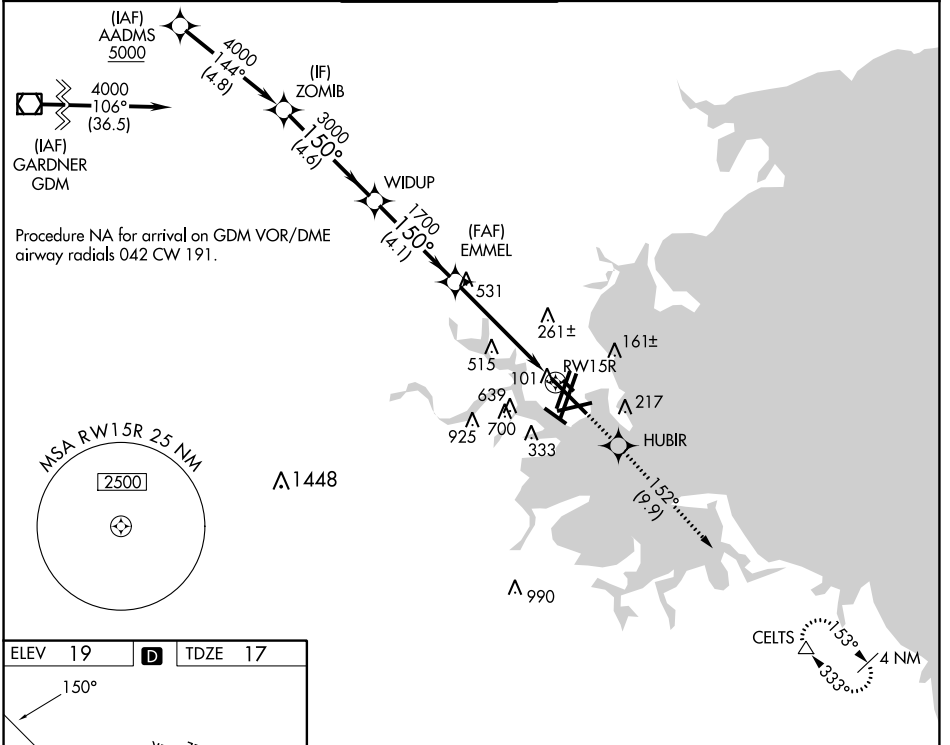 (IAF)
AADMS
5000
4000
144°
(4.8)
(IF)
ZOMIB
4000
106°
(36.5)
(IAF)
GARDNER
GDM
3000
150°
(4.6)
WIDUP
Procedure NA for arrival on GDM VOR/DME
airway radials 042 CW 191.
1700
150°
(4.1)
(FAF)
EMMEL
531
261±
515
161±
101
RW15R
639
700
925
333
217
HUBIR
MSA RW15R 25 NM
2500
1448
152°
(9.9)
990
CELTS
153°
4 NM
333°
ELEV 19
D
TDZE 17
150°